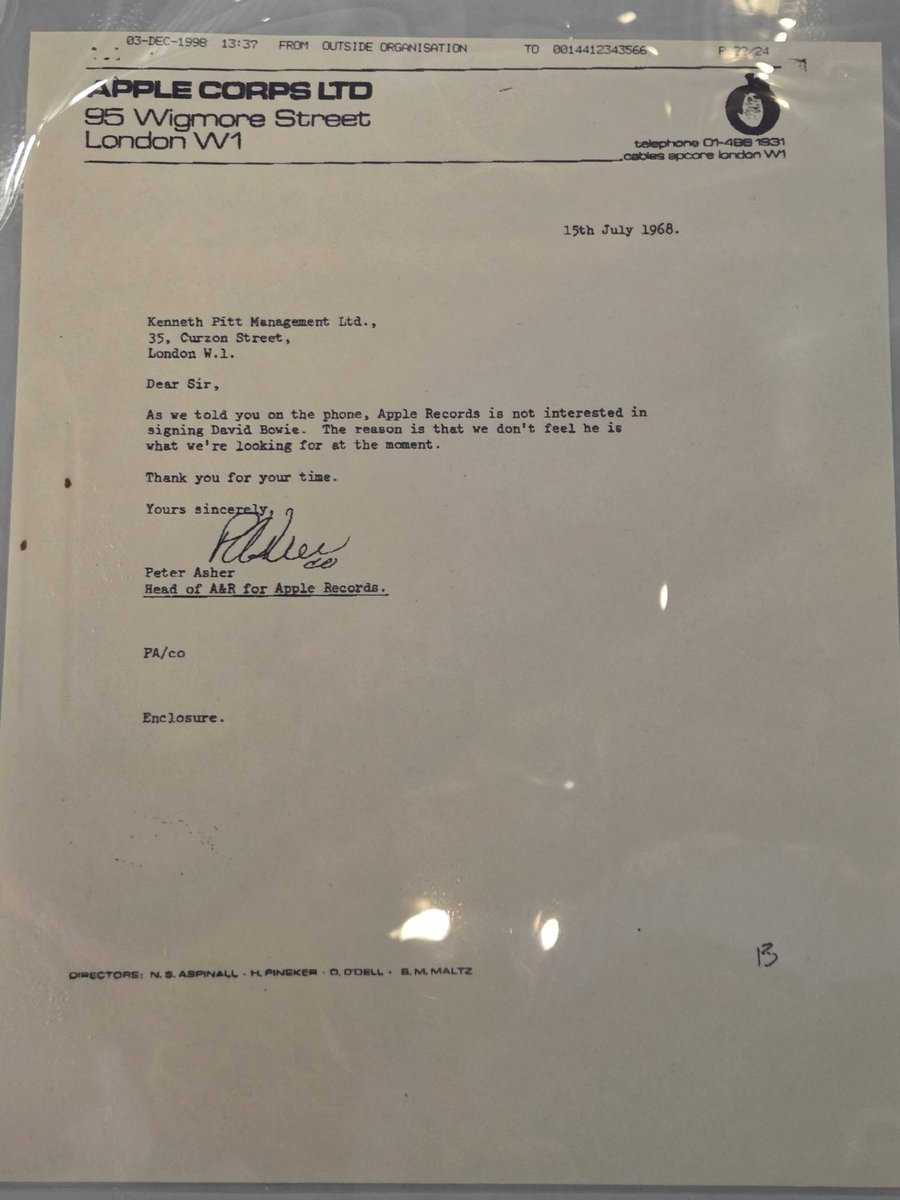 03-DEC-1998 13:37 FROM OUTSIDE ORGANISATION TO 0014412343566
APPLE CORPS LTD
95 Wigmore Street
London W1
telephone 01-486 1931
cables apcore london W1
15th July 1968.
Kenneth Pitt Management Ltd.,
35, Curzon Street,
London W.1.
Dear Sir,
As we told you on the phone, Apple Records is not interested in
signing David Bowie. The reason is that we don't feel he is
what we're looking for at the moment.
Thank you for your time.
Yours sincerely,
Peter Asher
Head of A&R for Apple Records.
PA/co
Enclosure.
DIRECTORS: N. S. ASPINALL · H. PINSKER · D. O'DELL · S. M. MALTZ